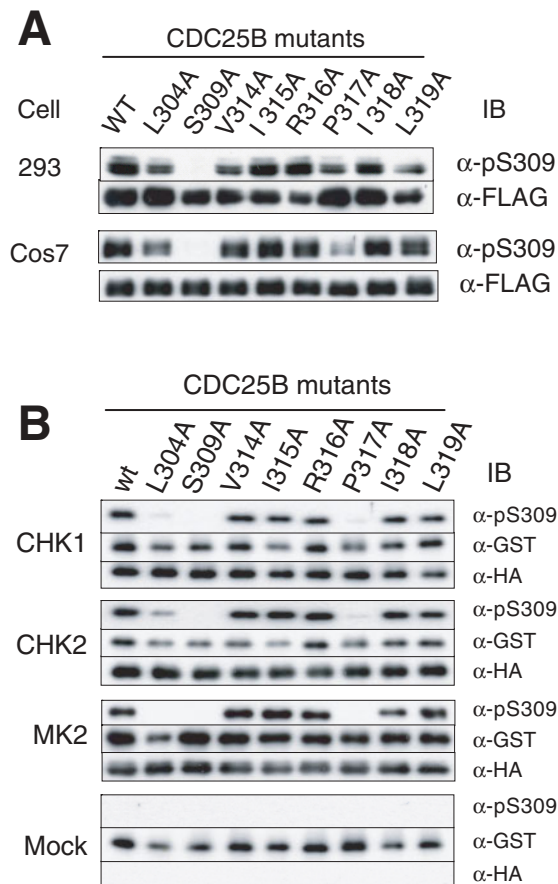 A
CDC25B mutants
Cell WT L304A S309A V314A I 315A R316A P317A I 318A L319A IB
293 α-pS309
α-FLAG
Cos7 α-pS309
α-FLAG
B
CDC25B mutants
wt L304A S309A V314A I315A R316A P317A I318A L319A IB
CHK1 α-pS309
α-GST
α-HA
CHK2 α-pS309
α-GST
α-HA
MK2 α-pS309
α-GST
α-HA
Mock α-pS309
α-GST
α-HA